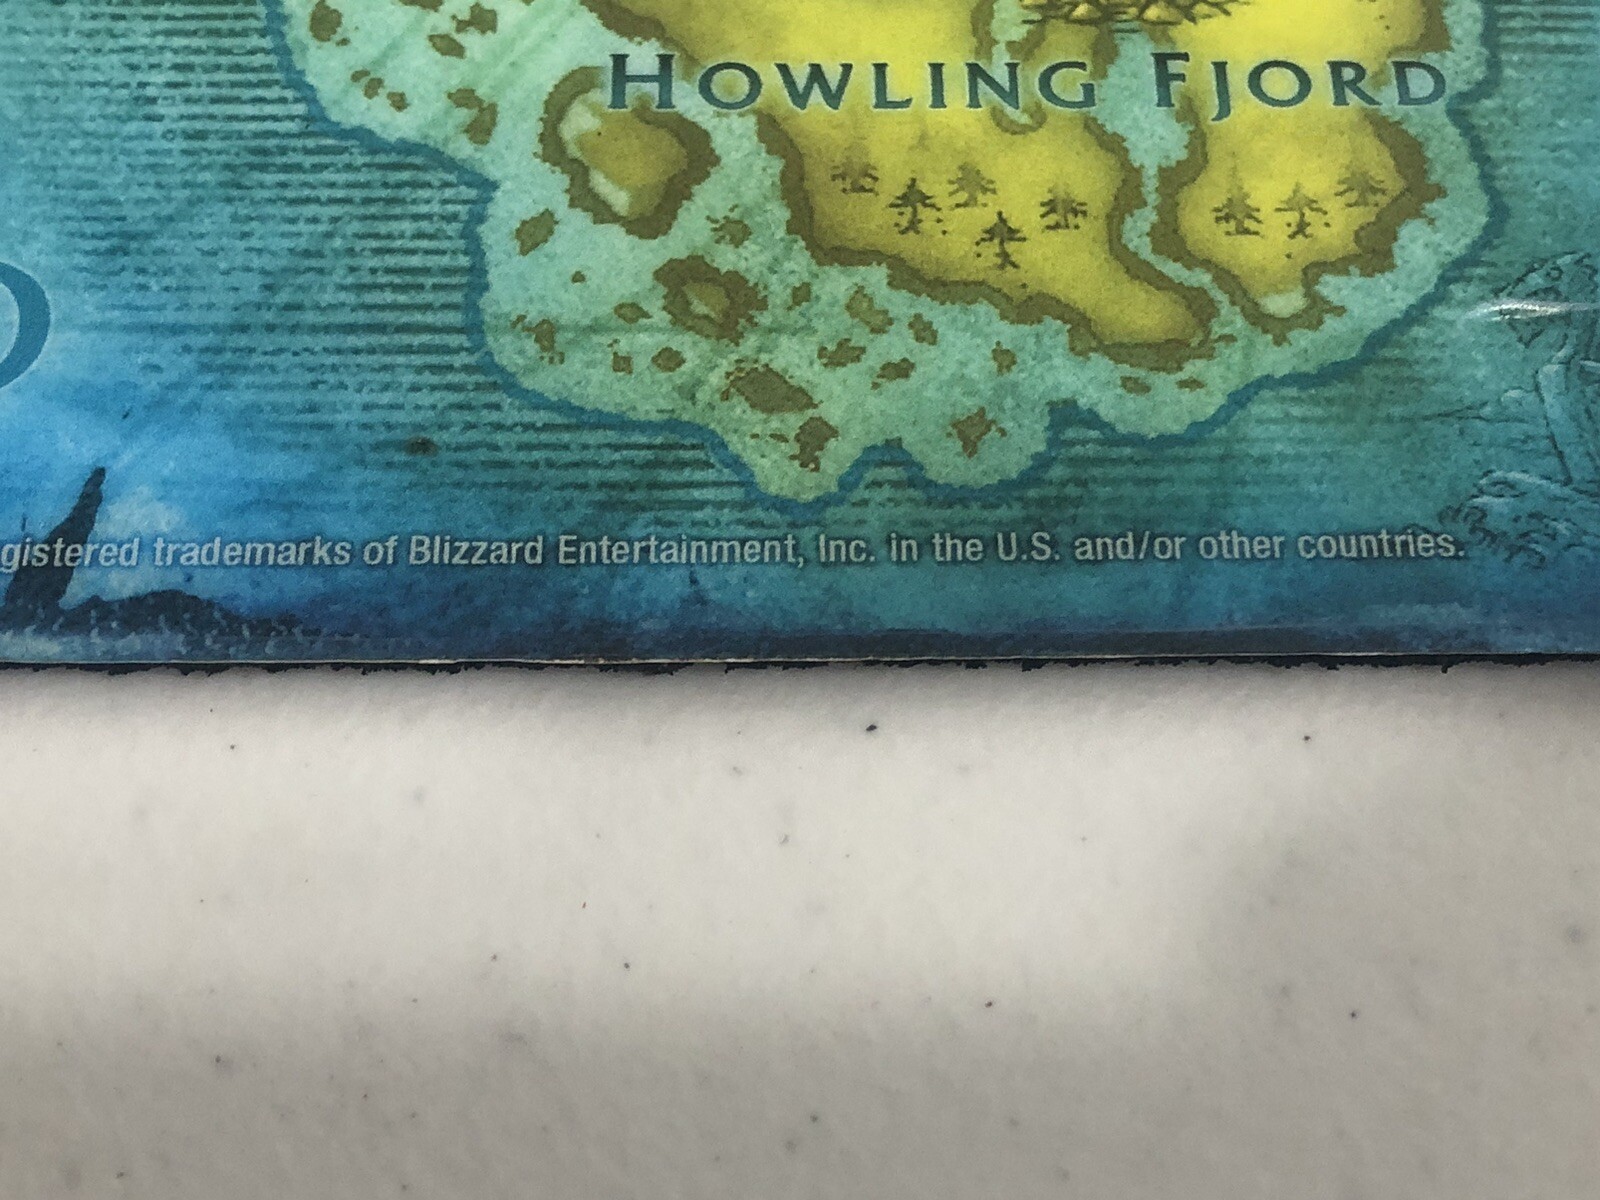 HOWLING FJORD
gistered trademarks of Blizzard Entertainment, Inc. in the U.S. and/or other countries.